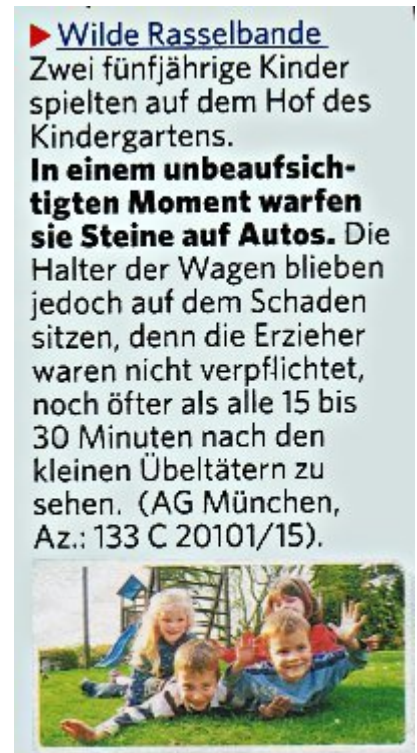 Wilde Rasselbande
Zwei fünfjährige Kinder
spielten auf dem Hof des
Kindergartens.
In einem unbeaufsich-
tigten Moment warfen
sie Steine auf Autos. Die
Halter der Wagen blieben
jedoch auf dem Schaden
sitzen, denn die Erzieher
waren nicht verpflichtet,
noch öfter als alle 15 bis
30 Minuten nach den
kleinen Übeltätern zu
sehen. (AG München,
Az.: 133 C 20101/15).